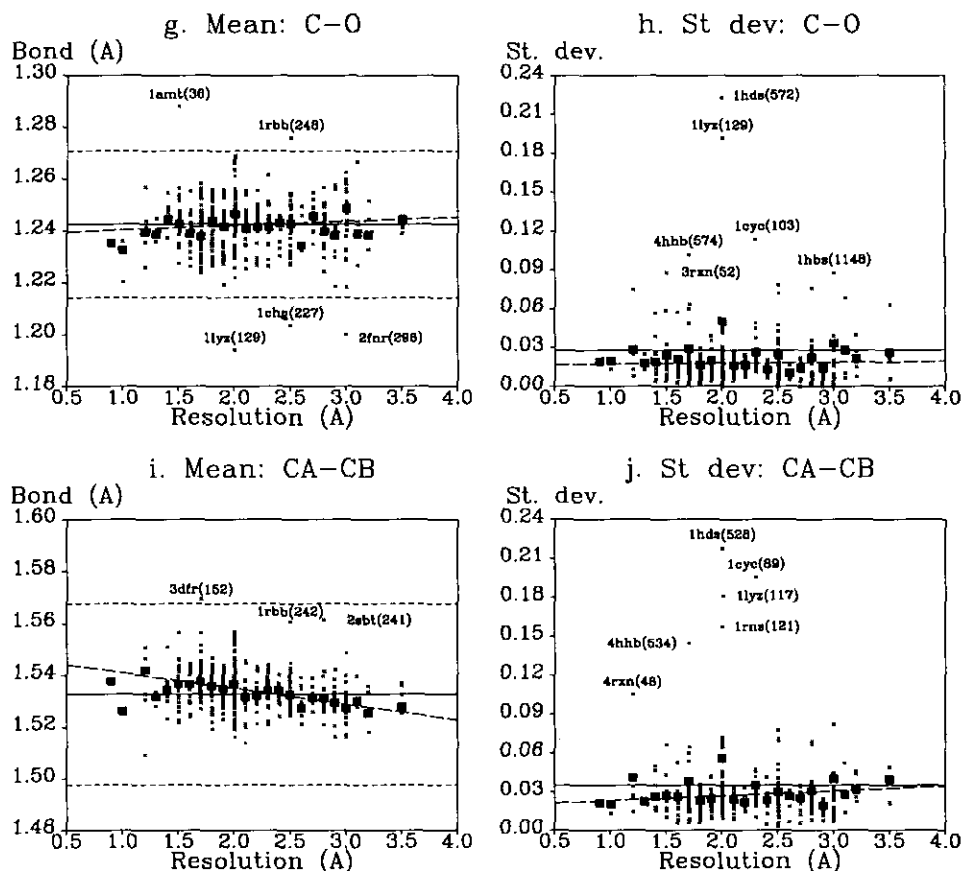 g. Mean: C-O
Bond (A)
1.30
1.28
1.26
1.24
1.22
1.20
1.18
1amt(36)
1rbb(248)
1chg(227)
1lyz(129)
2fnr(296)
0.5 1.0 1.5 2.0 2.5 3.0 3.5 4.0
Resolution (A)
h. St dev: C-O
St. dev.
0.24
0.21
0.18
0.15
0.12
0.09
0.06
0.03
0.00
1hds(572)
1lyz(129)
1cyc(103)
4hhb(574)
3rxn(52)
1hbs(1148)
0.5 1.0 1.5 2.0 2.5 3.0 3.5 4.0
Resolution (A)
i. Mean: CA-CB
Bond (A)
1.60
1.58
1.56
1.54
1.52
1.50
1.48
3dfr(152)
1rbb(242)
2sbt(241)
0.5 1.0 1.5 2.0 2.5 3.0 3.5 4.0
Resolution (A)
j. St dev: CA-CB
St. dev.
0.24
0.21
0.18
0.15
0.12
0.09
0.06
0.03
0.00
1hds(528)
1cyc(89)
1lyz(117)
1rns(121)
4hhb(534)
4rxn(48)
0.5 1.0 1.5 2.0 2.5 3.0 3.5 4.0
Resolution (A)